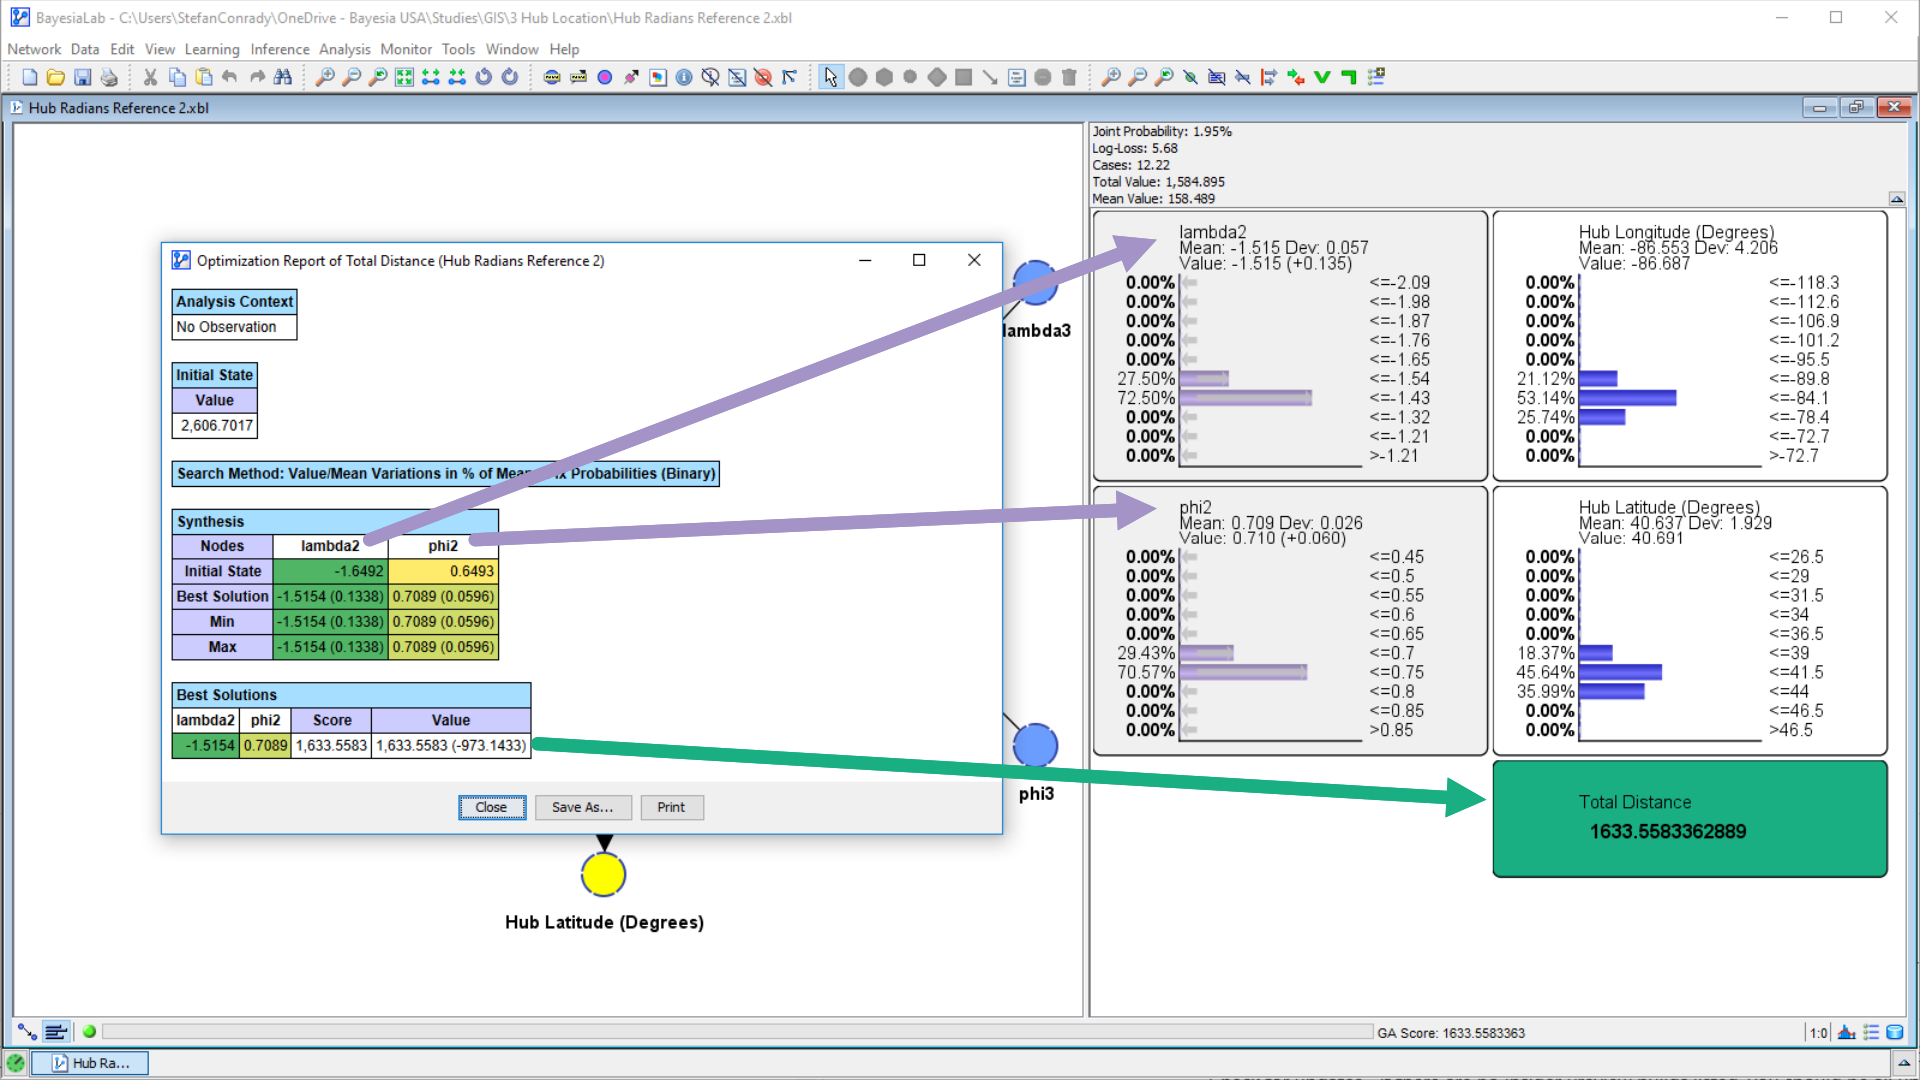 BayesiaLab - C:\Users\StefanConrady\OneDrive - Bayesia USA\Studies\GIS\3 Hub Location\Hub Radians Reference 2.xbl
Network Data Edit View Learning Inference Analysis Monitor Tools Window Help
Hub Radians Reference 2.xbl
Optimization Report of Total Distance (Hub Radians Reference 2)
Analysis Context
No Observation
Initial State
Value
2,606.7017
Search Method: Value/Mean Variations in % of Mean Probabilities (Binary)
Synthesis
Nodes lambda2 phi2
Initial State -1.6492 0.6493
Best Solution -1.5154 (0.1338) 0.7089 (0.0596)
Min -1.5154 (0.1338) 0.7089 (0.0596)
Max -1.5154 (0.1338) 0.7089 (0.0596)
Best Solutions
lambda2 phi2 Score Value
-1.5154 0.7089 1,633.5583 1,633.5583 (-973.1433)
Close Save As... Print
lambda3
phi3
Hub Latitude (Degrees)
Joint Probability: 1.95%
Log-Loss: 5.68
Cases: 12.22
Total Value: 1,584.895
Mean Value: 158.489
lambda2
Mean: -1.515 Dev: 0.057
Value: -1.515 (+0.135)
0.00% <=-2.09
0.00% <=-1.98
0.00% <=-1.87
0.00% <=-1.76
0.00% <=-1.65
27.50% <=-1.54
72.50% <=-1.43
0.00% <=-1.32
0.00% <=-1.21
0.00% >-1.21
Hub Longitude (Degrees)
Mean: -86.553 Dev: 4.206
Value: -86.687
0.00% <=-118.3
0.00% <=-112.6
0.00% <=-106.9
0.00% <=-101.2
0.00% <=-95.5
21.12% <=-89.8
53.14% <=-84.1
25.74% <=-78.4
0.00% <=-72.7
0.00% >-72.7
phi2
Mean: 0.709 Dev: 0.026
Value: 0.710 (+0.060)
0.00% <=0.45
0.00% <=0.5
0.00% <=0.55
0.00% <=0.6
0.00% <=0.65
29.43% <=0.7
70.57% <=0.75
0.00% <=0.8
0.00% <=0.85
0.00% >0.85
Hub Latitude (Degrees)
Mean: 40.637 Dev: 1.929
Value: 40.691
0.00% <=26.5
0.00% <=29
0.00% <=31.5
0.00% <=34
0.00% <=36.5
18.37% <=39
45.64% <=41.5
35.99% <=44
0.00% <=46.5
0.00% >46.5
Total Distance
1633.5583362889
GA Score: 1633.5583363
1:0
Hub Ra...